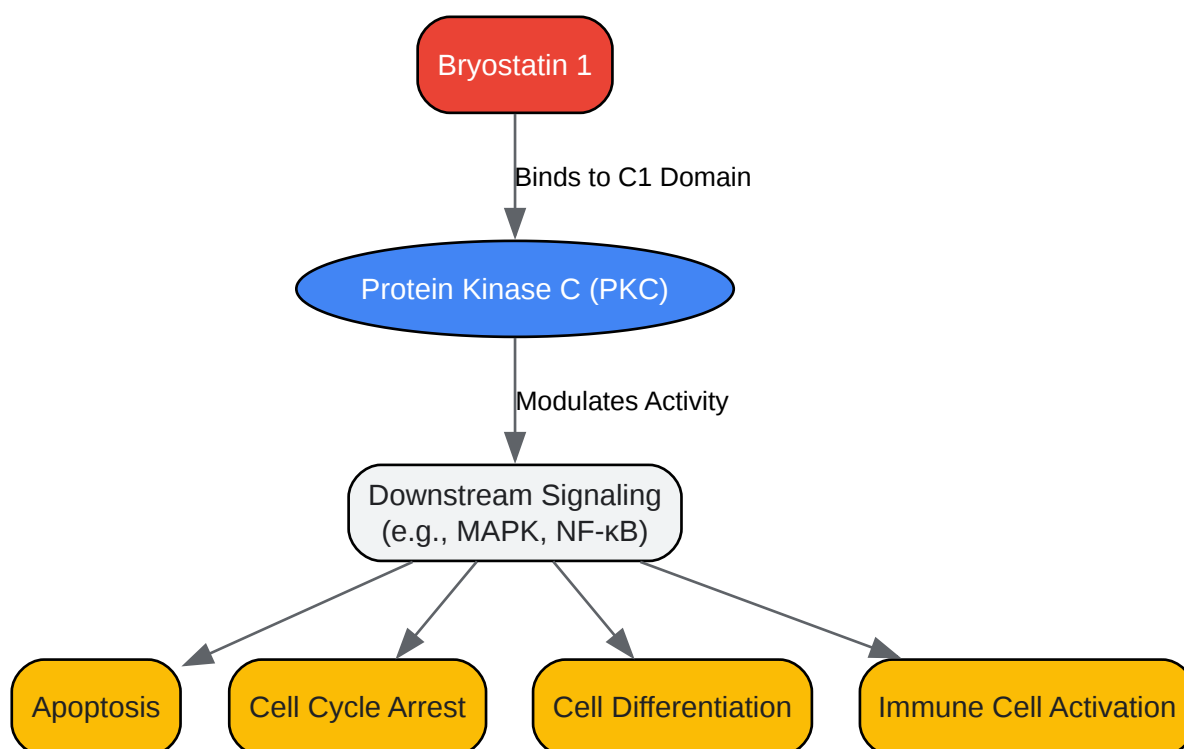 Bryostatin 1
Binds to C1 Domain
Protein Kinase C (PKC)
Modulates Activity
Downstream Signaling
(e.g., MAPK, NF-κB)
Apoptosis
Cell Cycle Arrest
Cell Differentiation
Immune Cell Activation